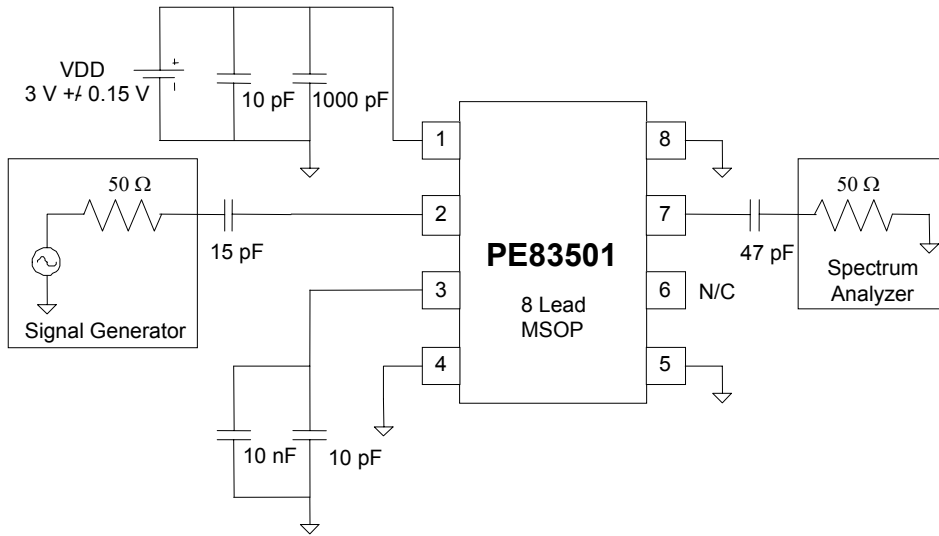 VDD
3 V +/- 0.15 V
+
-
10 pF
1000 pF
50 Ω
15 pF
Signal Generator
1
2
3
4
8
7
6
5
PE83501
8 Lead
MSOP
N/C
47 pF
50 Ω
Spectrum
Analyzer
10 nF
10 pF